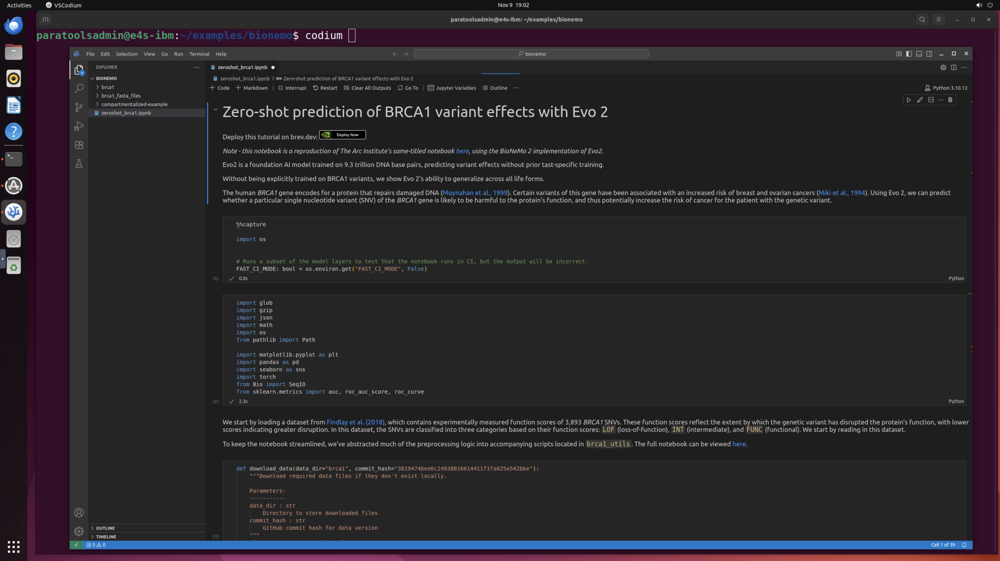 Activities
VSCodium
Nov 9 19:02
paratoolsadmin@e4s-ibm: ~/examples/bionemo
paratoolsadmin@e4s-ibm:~/examples/bionemo$ codium
File Edit Selection View Go Run Terminal Help
bionemo
EXPLORER
BIONEMO
brca1
brca1_fasta_files
compartmentalized-example
zeroshot_brca1.ipynb
OUTLINE
TIMELINE
zeroshot_brca1.ipynb
zeroshot_brca1.ipynb > M↓ Zero-shot prediction of BRCA1 variant effects with Evo 2
+ Code + Markdown Interrupt Restart Clear All Outputs Go To Jupyter Variables Outline ···
Python 3.10.12
Zero-shot prediction of BRCA1 variant effects with Evo 2
Deploy this tutorial on brev.dev: Deploy Now
Note - this notebook is a reproduction of The Arc Institute’s same-titled notebook here, using the BioNeMo 2 implementation of Evo2.
Evo2 is a foundation AI model trained on 9.3 trillion DNA base pairs, predicting variant effects without prior tast-specific training.
Without being explicitly trained on BRCA1 variants, we show Evo 2's ability to generalize across all life forms.
The human BRCA1 gene encodes for a protein that repairs damaged DNA (Moynahan et al., 1999). Certain variants of this gene have been associated with an increased risk of breast and ovarian cancers (Miki et al., 1994). Using Evo 2, we can predict
whether a particular single nucleotide variant (SNV) of the BRCA1 gene is likely to be harmful to the protein's function, and thus potentially increase the risk of cancer for the patient with the genetic variant.
%%capture
import os
# Runs a subset of the model layers to test that the notebook runs in CI, but the output will be incorrect.
FAST_CI_MODE: bool = os.environ.get("FAST_CI_MODE", False)
[1] ✓ 0.0s Python
import glob
import gzip
import json
import math
import os
from pathlib import Path
import matplotlib.pyplot as plt
import pandas as pd
import seaborn as sns
import torch
from Bio import SeqIO
from sklearn.metrics import auc, roc_auc_score, roc_curve
[2] ✓ 2.3s Python
We start by loading a dataset from Findlay et al. (2018), which contains experimentally measured function scores of 3,893 BRCA1 SNVs. These function scores reflect the extent by which the genetic variant has disrupted the protein's function, with lower
scores indicating greater disruption. In this dataset, the SNVs are classified into three categories based on their function scores: LOF (loss-of-function), INT (intermediate), and FUNC (functional). We start by reading in this dataset.
To keep the notebook streamlined, we've abstracted much of the preprocessing logic into accompanying scripts located in brca1_utils. The full notebook can be viewed here.
def download_data(data_dir="brca1", commit_hash="3819474bee6c24938016614411f1fa025e542bbe"):
"""Download required data files if they don't exist locally.
Parameters:
-----------
data_dir : str
Directory to store downloaded files
commit_hash : str
GitHub commit hash for data version
"""
[3]
5 0
Cell 1 of 39